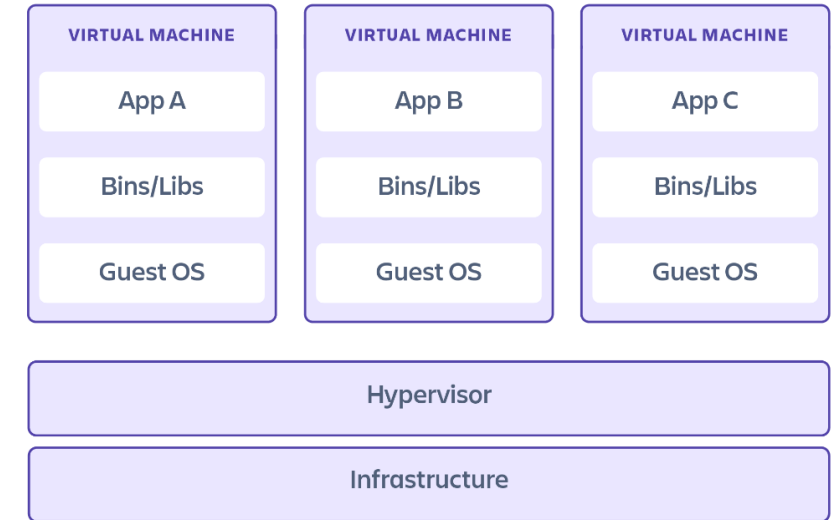 VIRTUAL MACHINE
App A
Bins/Libs
Guest OS
VIRTUAL MACHINE
App B
Bins/Libs
Guest OS
VIRTUAL MACHINE
App C
Bins/Libs
Guest OS
Hypervisor
Infrastructure